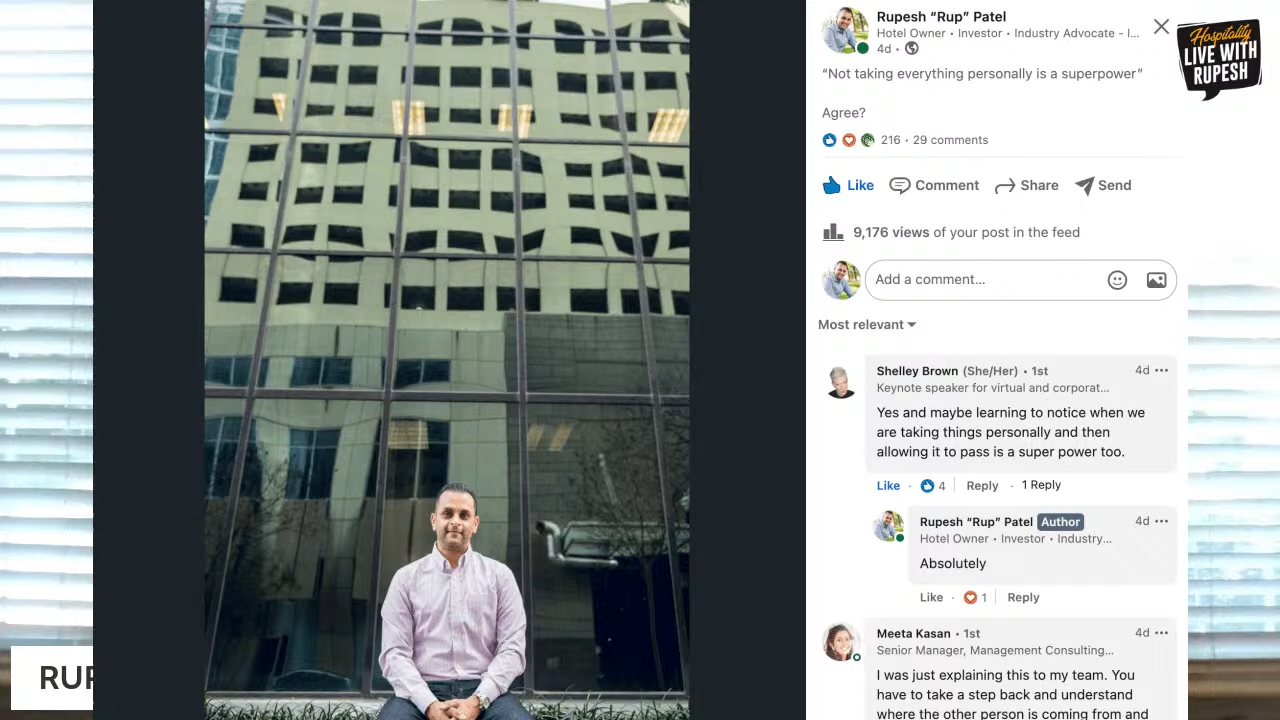 Rupesh “Rup” Patel
Hotel Owner • Investor • Industry Advocate - I...
4d •
Hospitality
LIVE WITH
RUPESH
“Not taking everything personally is a superpower”
Agree?
216 · 29 comments
Like Comment Share Send
9,176 views of your post in the feed
Add a comment...
Most relevant
Shelley Brown (She/Her) • 1st 4d •••
Keynote speaker for virtual and corporat...
Yes and maybe learning to notice when we
are taking things personally and then
allowing it to pass is a super power too.
Like · 4 Reply · 1 Reply
Rupesh “Rup” Patel Author 4d •••
Hotel Owner • Investor • Industry...
Absolutely
Like · 1 Reply
Meeta Kasan • 1st 4d •••
Senior Manager, Management Consulting...
I was just explaining this to my team. You
have to take a step back and understand
where the other person is coming from and
RUP